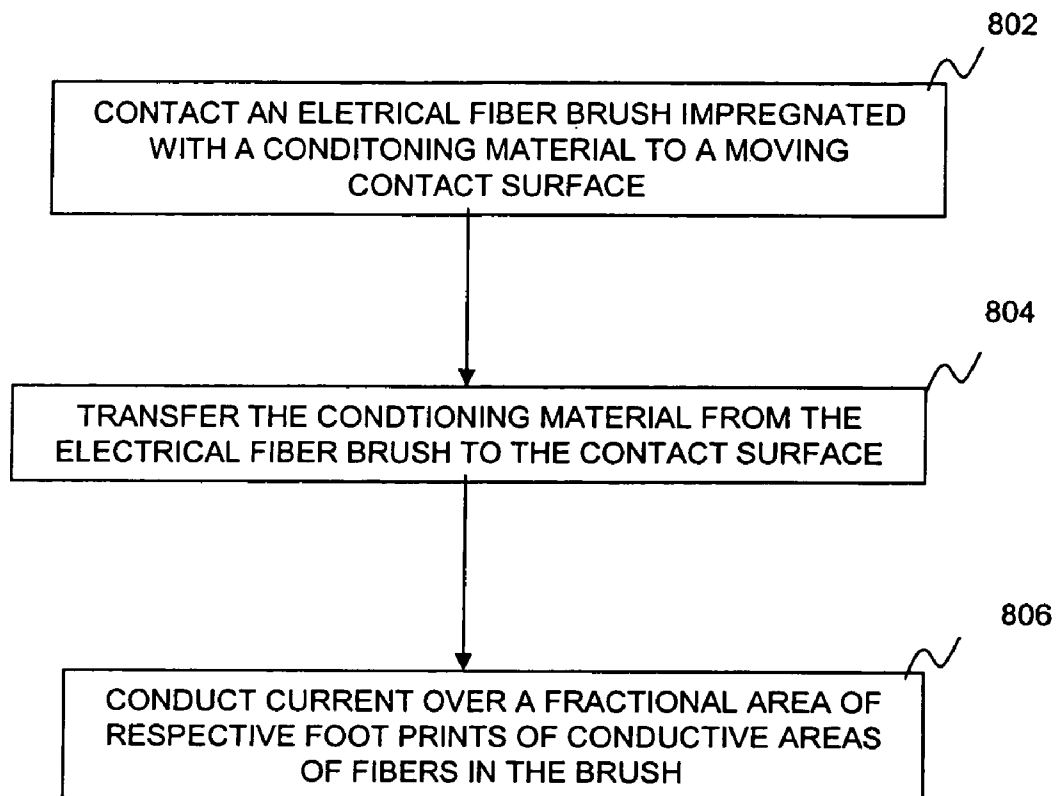 802
CONTACT AN ELETRICAL FIBER BRUSH IMPREGNATED
WITH A CONDITONING MATERIAL TO A MOVING
CONTACT SURFACE
804
TRANSFER THE CONDTIONING MATERIAL FROM THE
ELECTRICAL FIBER BRUSH TO THE CONTACT SURFACE
806
CONDUCT CURRENT OVER A FRACTIONAL AREA OF
RESPECTIVE FOOT PRINTS OF CONDUCTIVE AREAS
OF FIBERS IN THE BRUSH